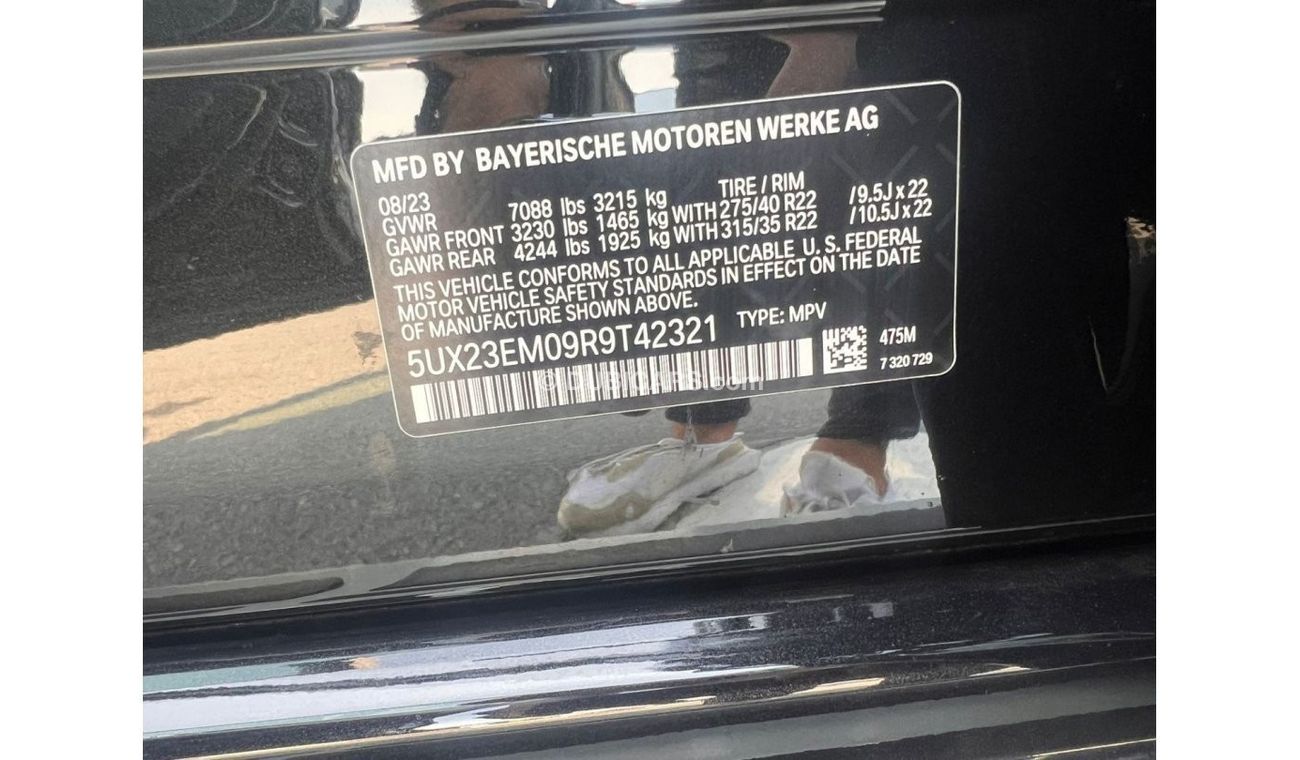 MFD BY BAYERISCHE MOTOREN WERKE AG
08/23 TIRE / RIM
GVWR 7088 lbs 3215 kg
GAWR FRONT 3230 lbs 1465 kg WITH 275/40 R22 /9.5J x 22
GAWR REAR 4244 lbs 1925 kg WITH 315/35 R22 /10.5J x 22
THIS VEHICLE CONFORMS TO ALL APPLICABLE U. S. FEDERAL
MOTOR VEHICLE SAFETY STANDARDS IN EFFECT ON THE DATE
OF MANUFACTURE SHOWN ABOVE.
5UX23EM09R9T42321 TYPE: MPV
475M
7 320 729
© DUBICARS.com